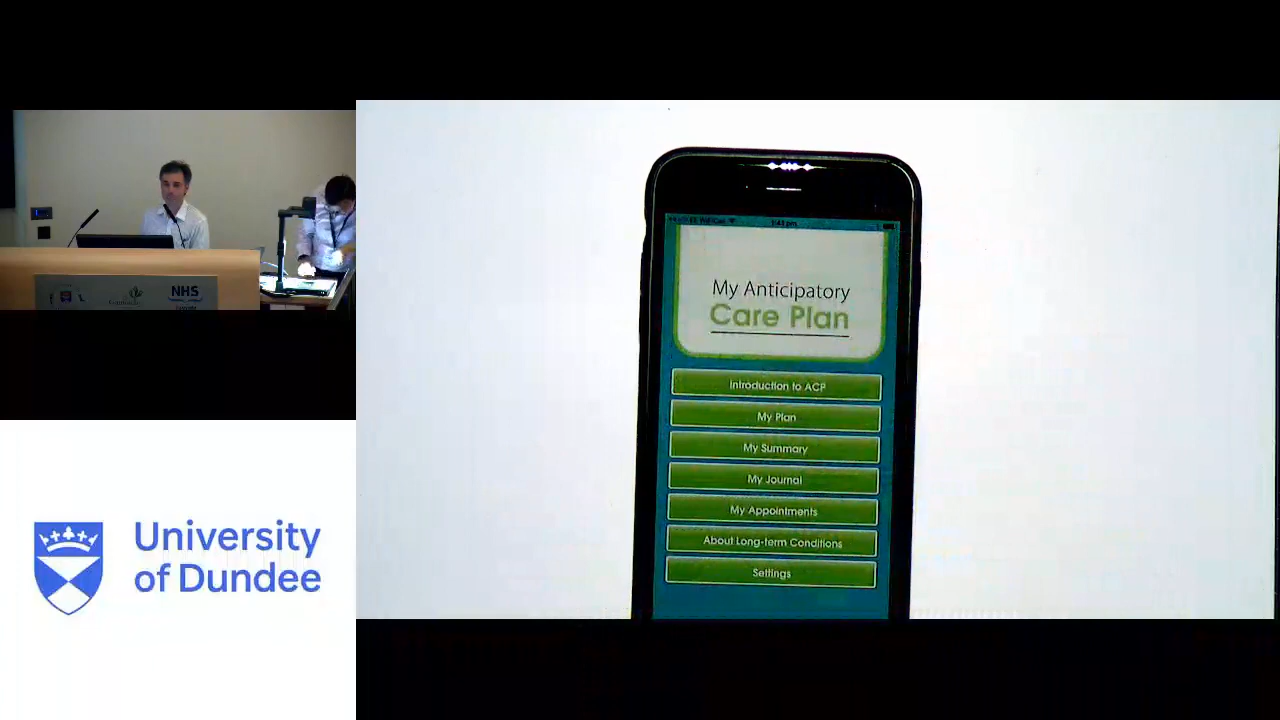 NHS
University
of Dundee
My Anticipatory
Care Plan
Introduction to ACP
My Plan
My Summary
My Journal
My Appointments
About Long-term Conditions
Settings